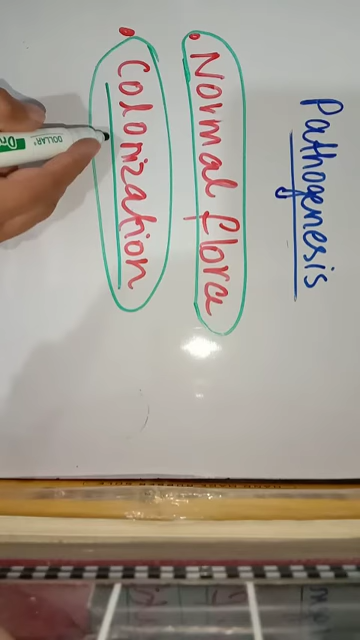 Pathogenesis
• Normal flora
• Colonization
DOLLAR